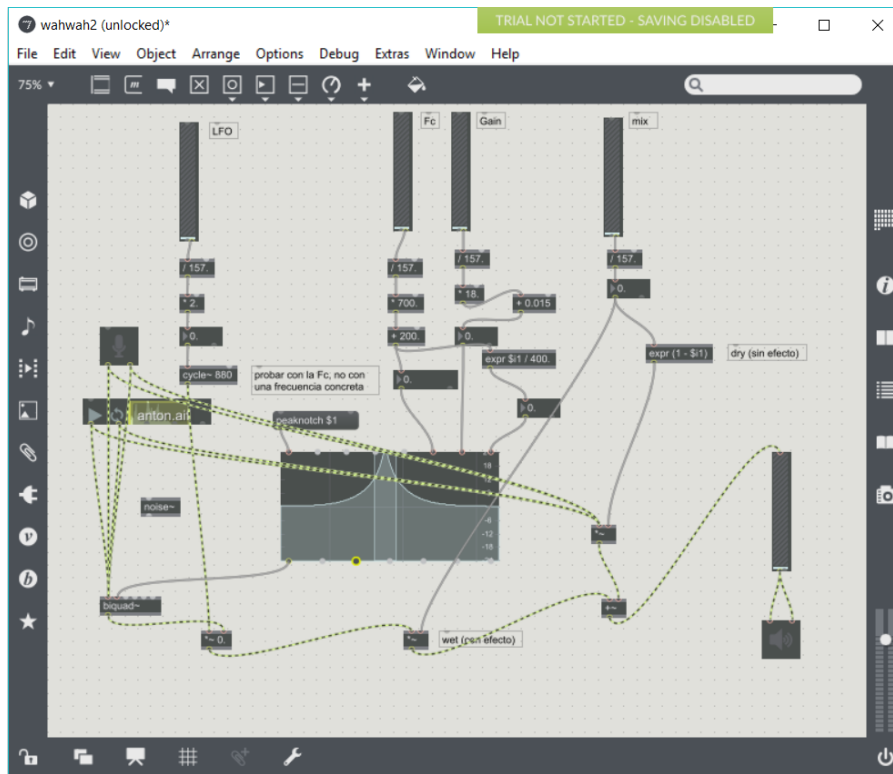 wahwah2 (unlocked)*
TRIAL NOT STARTED - SAVING DISABLED
File Edit View Object Arrange Options Debug Extras Window Help
75%
LFO
Fc
Gain
mix
/ 157.
/ 157.
/ 157.
/ 157.
* 2.
* 700.
* 18.
+ 0.015
0.
0.
+ 200.
0.
cycle~ 880
probar con la Fc, no con
una frecuencia concreta
expr $i1 / 400.
expr (1 - $i1)
dry (sin efecto)
0.
0.
anton.aif
peaknotch $1
18
-6
-12
-18
noise~
*~
biquad~
+~
*~ 0.
*~
wet (con efecto)